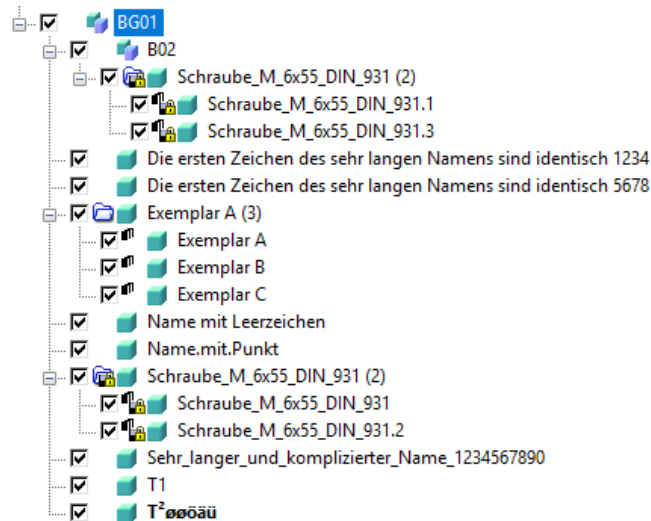 BG01
B02
Schraube_M_6x55_DIN_931 (2)
Schraube_M_6x55_DIN_931.1
Schraube_M_6x55_DIN_931.3
Die ersten Zeichen des sehr langen Namens sind identisch 1234
Die ersten Zeichen des sehr langen Namens sind identisch 5678
Exemplar A (3)
Exemplar A
Exemplar B
Exemplar C
Name mit Leerzeichen
Name.mit.Punkt
Schraube_M_6x55_DIN_931 (2)
Schraube_M_6x55_DIN_931
Schraube_M_6x55_DIN_931.2
Sehr_langer_und_komplizierter_Name_1234567890
T1
T²øøöäü